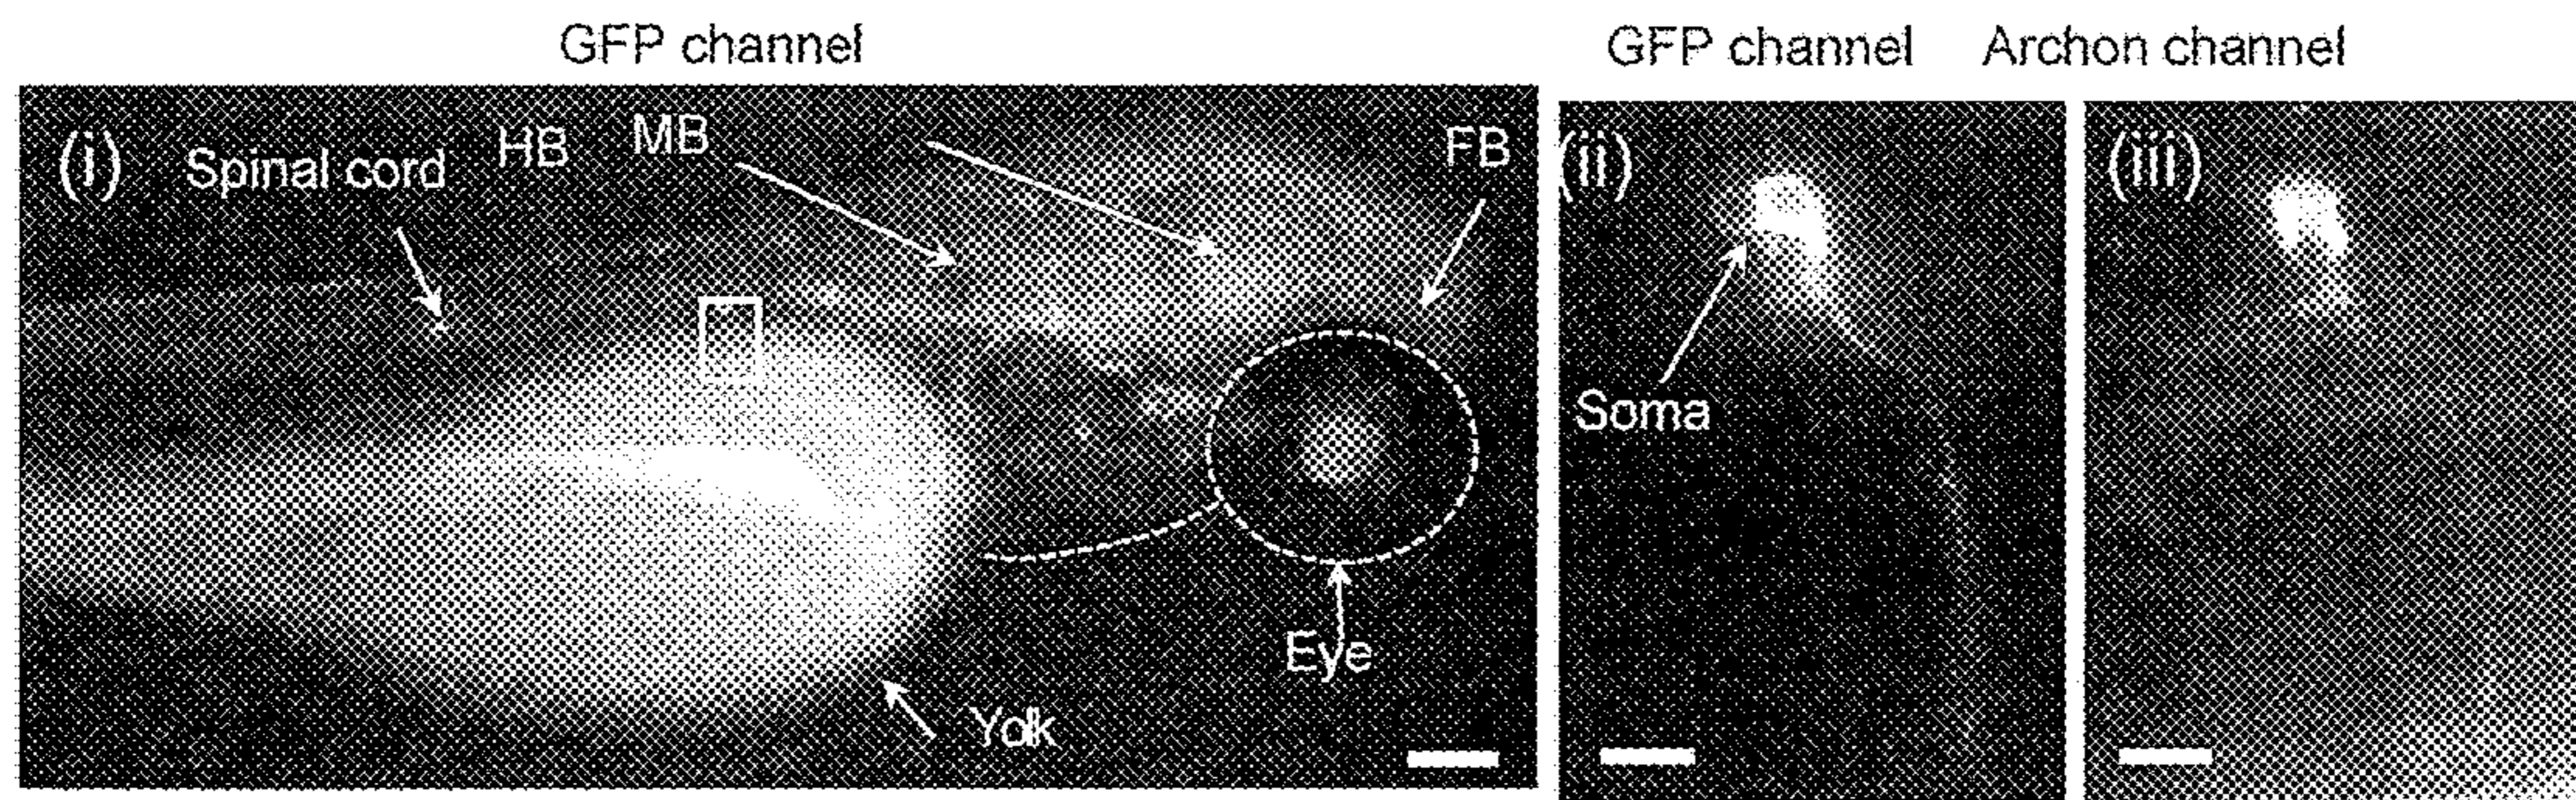 GFP channel
GFP channel
Archon channel
(i)
Spinal cord
HB
MB
FB
Eye
Yolk
(ii)
Soma
(iii)